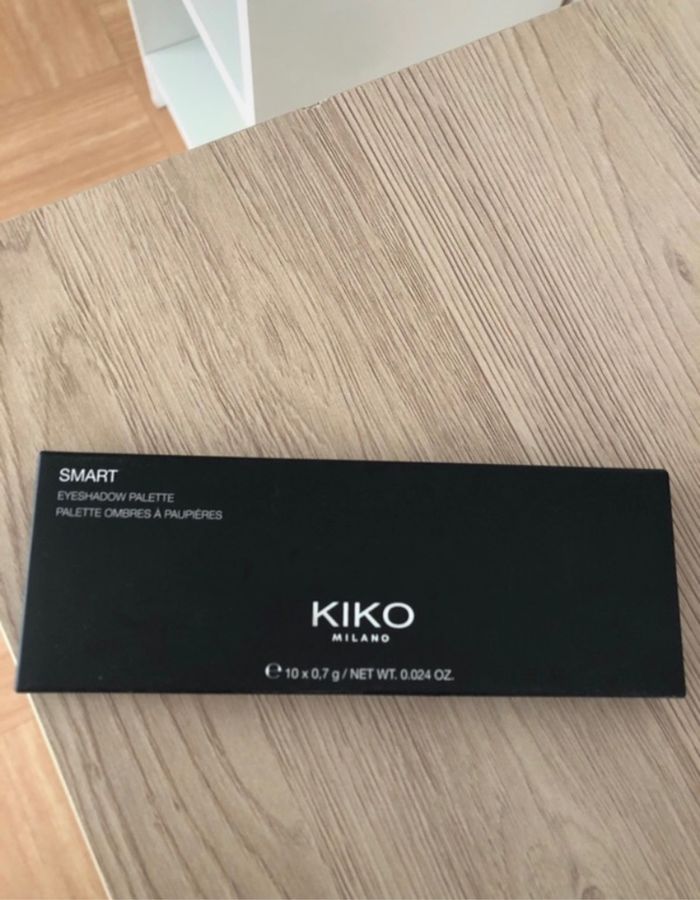 SMART
EYESHADOW PALETTE
PALETTE OMBRES À PAUPIÈRES
KIKO
MILANO
℮ 10 x 0,7 g / NET WT. 0.024 OZ.